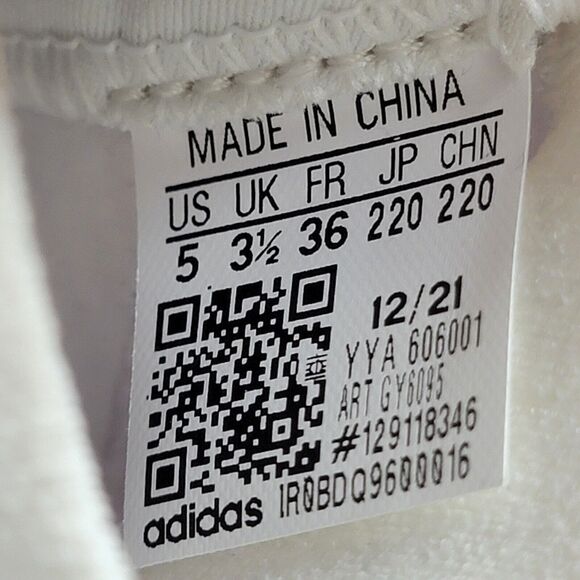 MADE IN CHINA
US UK FR JP CHN
5 3½ 36 220 220
12/21
YYA 606001
ART GY6095
#129118346
1R0BDQ9600016
adidas